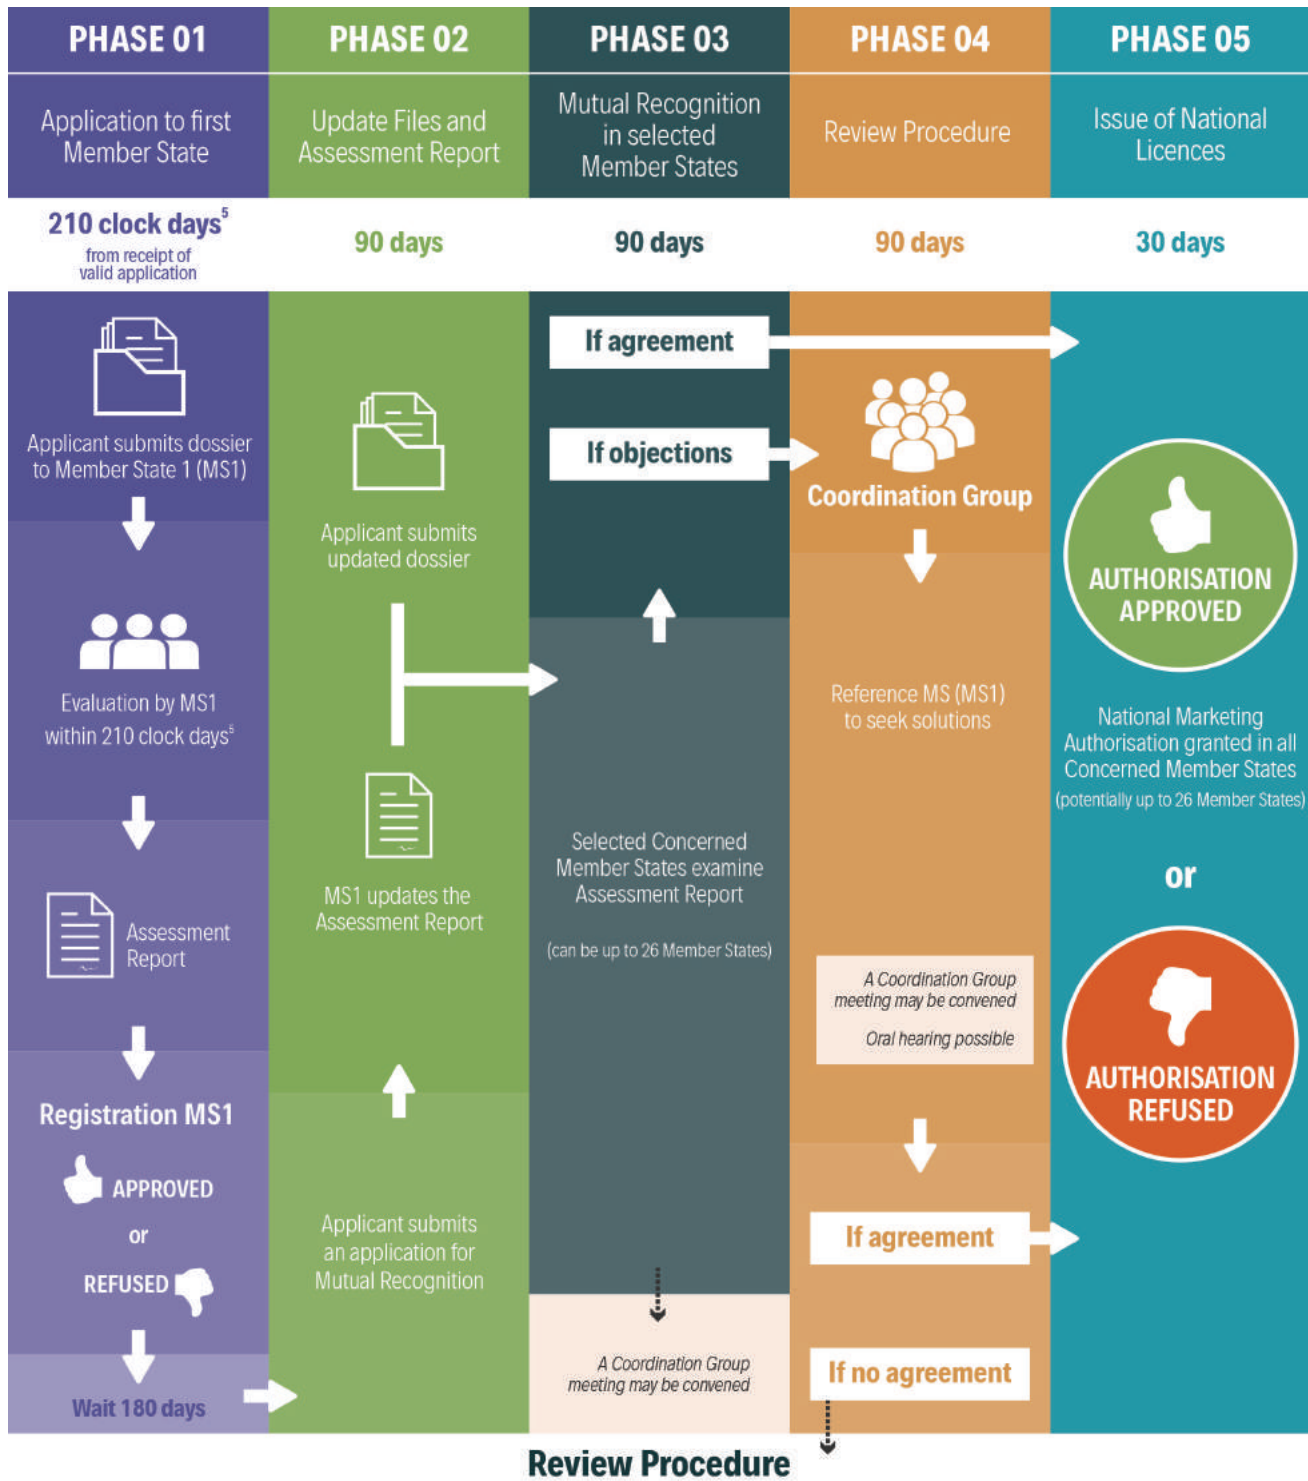 PHASE 01
Application to first
Member State
210 clock days⁵
from receipt of
valid application
Applicant submits dossier
to Member State 1 (MS1)
Evaluation by MS1
within 210 clock days⁵
Assessment
Report
Registration MS1
APPROVED
or
REFUSED
Wait 180 days
PHASE 02
Update Files and
Assessment Report
90 days
Applicant submits
updated dossier
MS1 updates the
Assessment Report
Applicant submits
an application for
Mutual Recognition
PHASE 03
Mutual Recognition
in selected
Member States
90 days
If agreement
If objections
Selected Concerned
Member States examine
Assessment Report
(can be up to 26 Member States)
A Coordination Group
meeting may be convened
PHASE 04
Review Procedure
90 days
Coordination Group
Reference MS (MS1)
to seek solutions
A Coordination Group
meeting may be convened
Oral hearing possible
If agreement
If no agreement
PHASE 05
Issue of National
Licences
30 days
AUTHORISATION
APPROVED
National Marketing
Authorisation granted in all
Concerned Member States
(potentially up to 26 Member States)
or
AUTHORISATION
REFUSED
Review Procedure